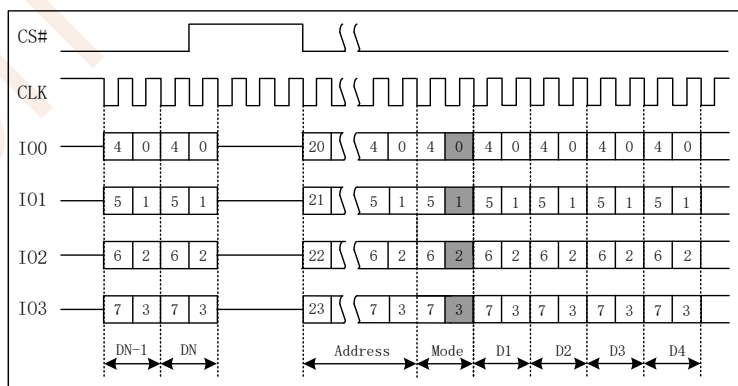 CS#
CLK
IO0 4 0 4 0 20 4 0 4 0 4 0 4 0 4 0 4 0
IO1 5 1 5 1 21 5 1 5 1 5 1 5 1 5 1 5 1
IO2 6 2 6 2 22 6 2 6 2 6 2 6 2 6 2 6 2
IO3 7 3 7 3 23 7 3 7 3 7 3 7 3 7 3 7 3
DN-1 DN Address Mode D1 D2 D3 D4